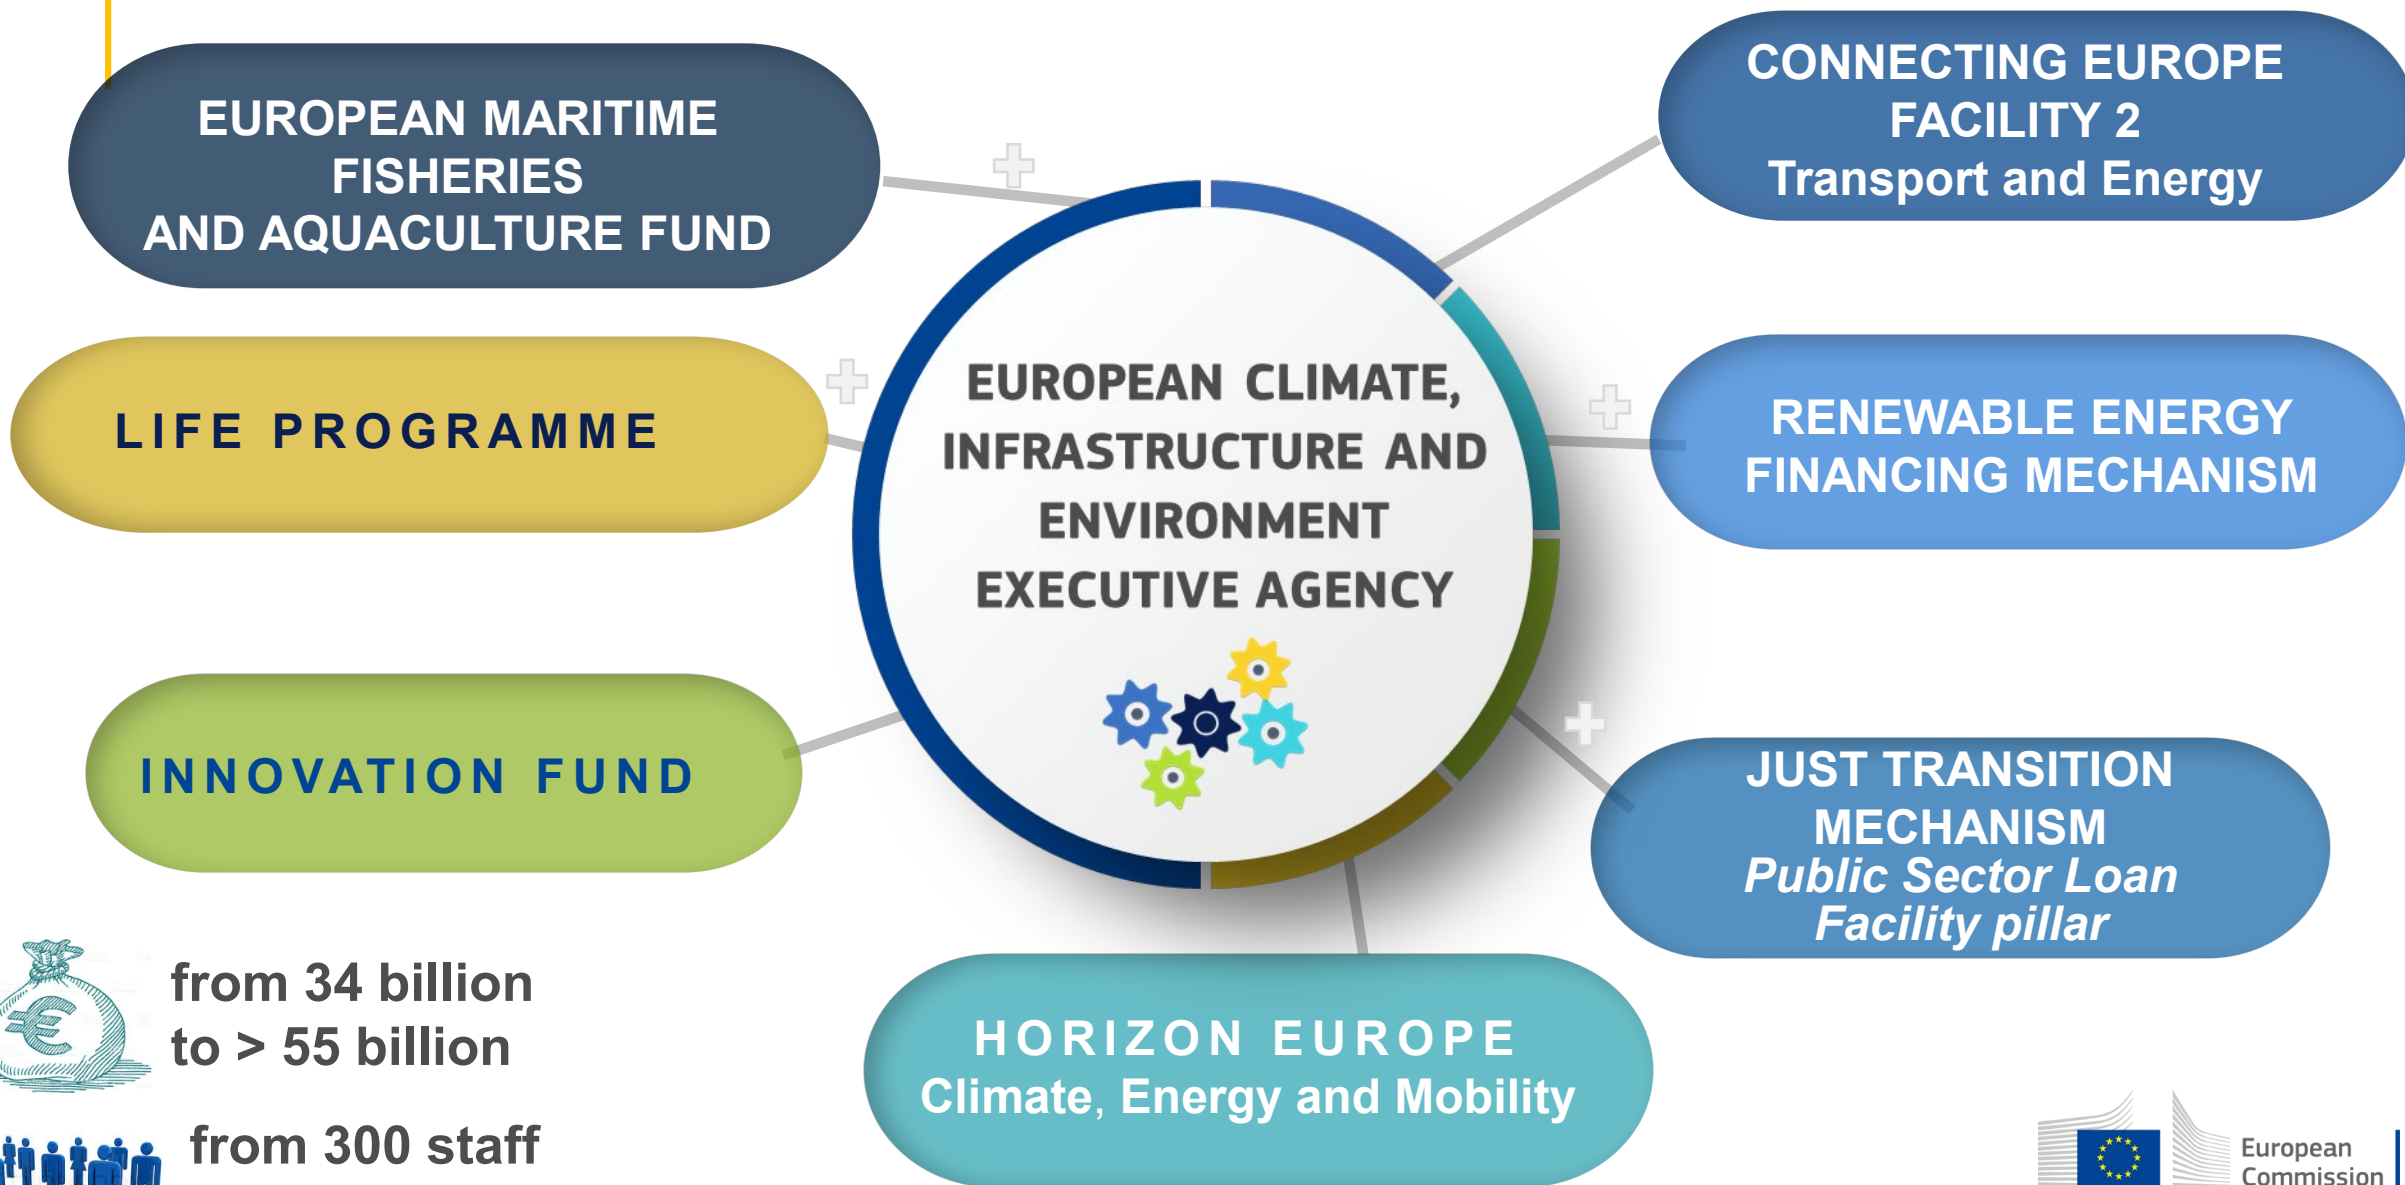 EUROPEAN MARITIME
FISHERIES
AND AQUACULTURE FUND
LIFE PROGRAMME
INNOVATION FUND
from 34 billion
to > 55 billion
from 300 staff
EUROPEAN CLIMATE,
INFRASTRUCTURE AND
ENVIRONMENT
EXECUTIVE AGENCY
CONNECTING EUROPE
FACILITY 2
Transport and Energy
RENEWABLE ENERGY
FINANCING MECHANISM
JUST TRANSITION
MECHANISM
Public Sector Loan
Facility pillar
HORIZON EUROPE
Climate, Energy and Mobility
European
Commission